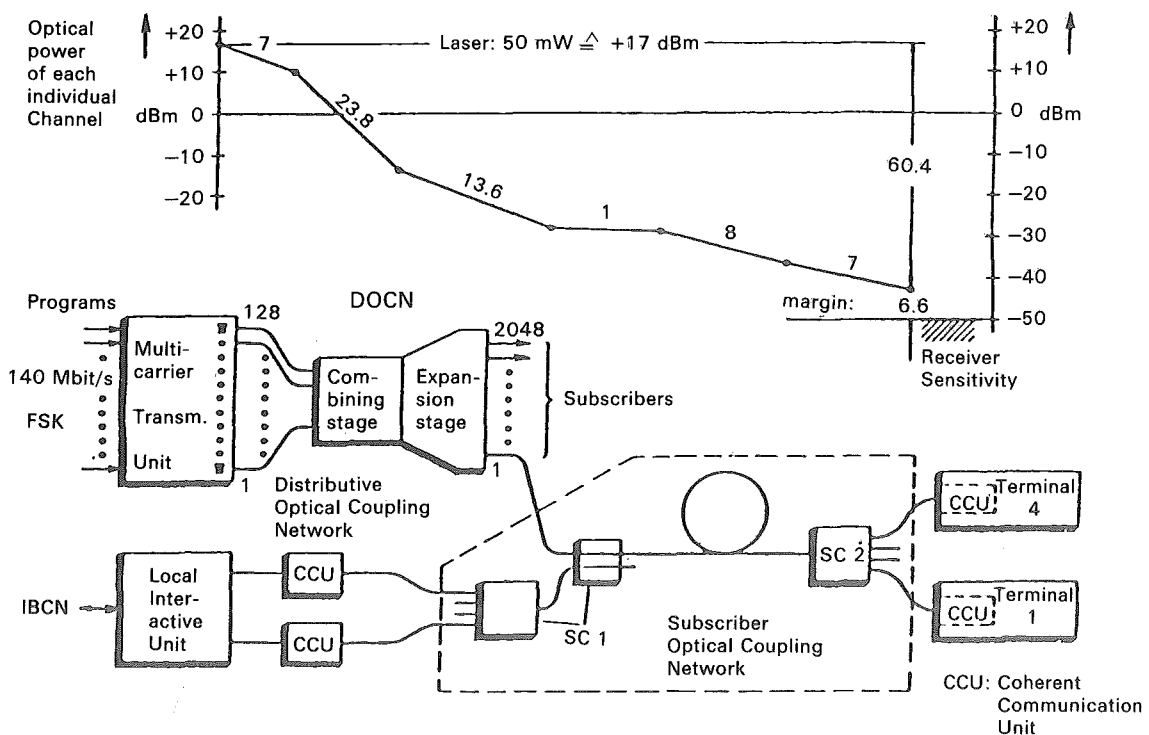 Optical
power
of each
individual
Channel
dBm
+20
+10
0
−10
−20
7
Laser: 50 mW ≙ +17 dBm
23.8
13.6
1
8
7
60.4
margin:
6.6
+20
+10
0
dBm
−10
−20
−30
−40
−50
Receiver
Sensitivity
Programs
140 Mbit/s
FSK
Multi-
carrier
Transm.
Unit
128
1
DOCN
Com-
bining
stage
Expan-
sion
stage
2048
1
Subscribers
Distributive
Optical Coupling
Network
IBCN
Local
Inter-
active
Unit
CCU
CCU
SC 1
SC 2
Subscriber
Optical Coupling
Network
CCU
Terminal
4
CCU
Terminal
1
CCU: Coherent
Communication
Unit